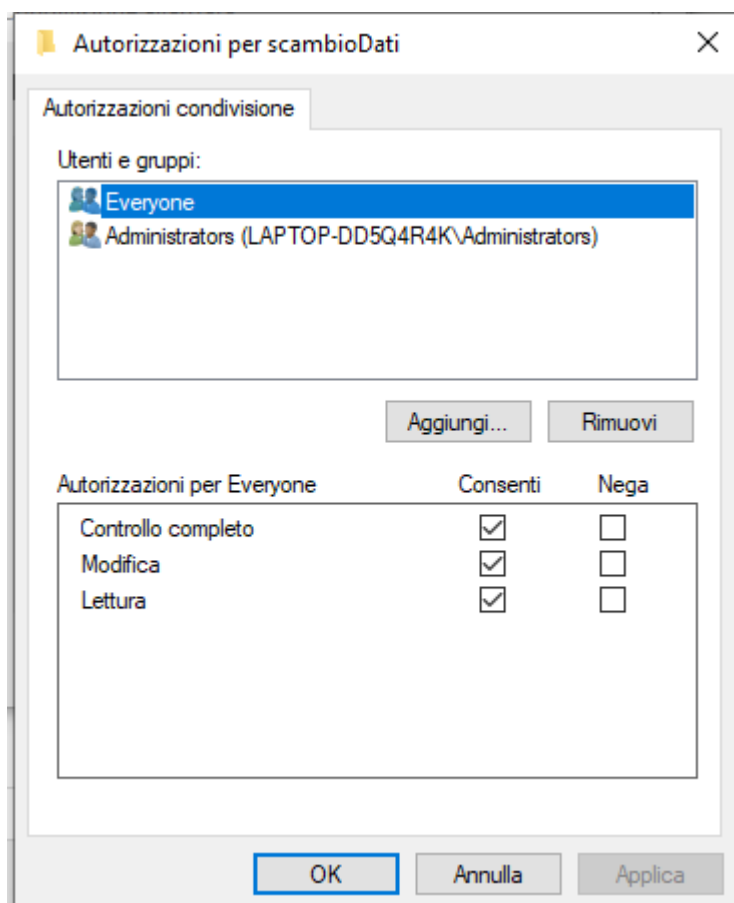 Autorizzazioni per scambioDati
Autorizzazioni condivisione
Utenti e gruppi:
Everyone
Administrators (LAPTOP-DD5Q4R4K\Administrators)
Aggiungi... Rimuovi
Autorizzazioni per Everyone Consenti Nega
Controllo completo
Modifica
Lettura
OK Annulla Applica